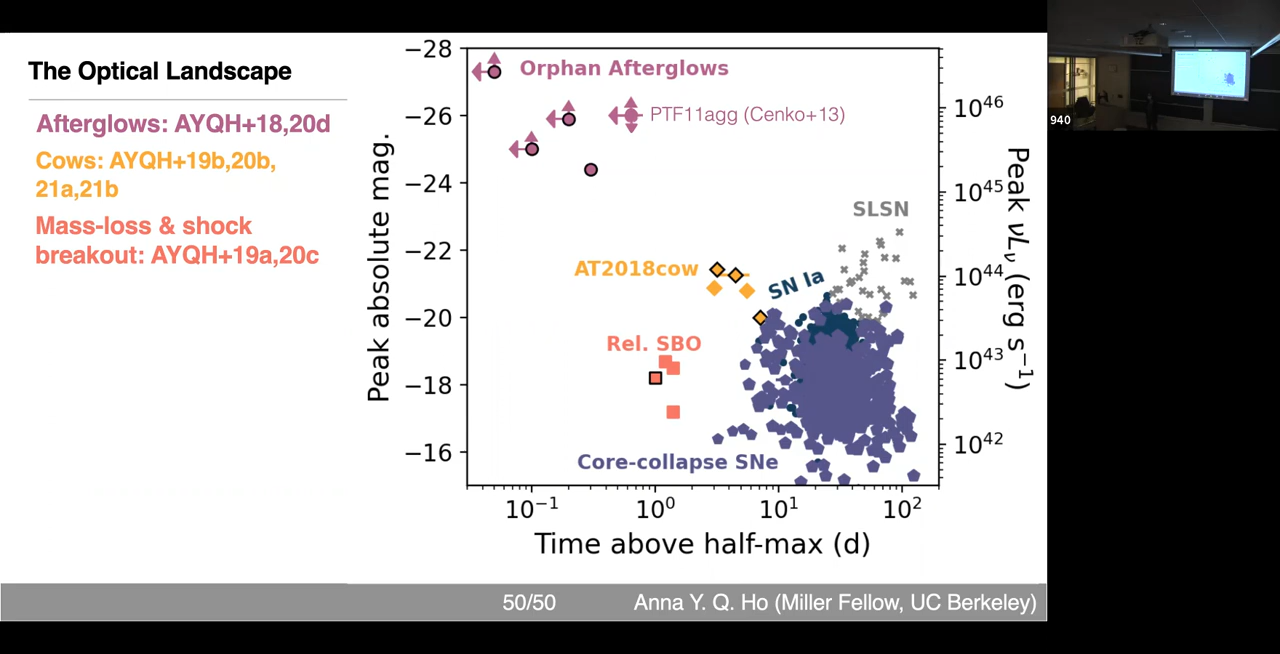 The Optical Landscape
Afterglows: AYQH+18,20d
Cows: AYQH+19b,20b,
21a,21b
Mass-loss & shock
breakout: AYQH+19a,20c
Peak absolute mag.
−28
−26
−24
−22
−20
−18
−16
Orphan Afterglows
PTF11agg (Cenko+13)
SLSN
AT2018cow
SN Ia
Rel. SBO
Core-collapse SNe
10⁴⁶
10⁴⁵
10⁴⁴
10⁴³
10⁴²
Peak νLν (erg s⁻¹)
10⁻¹
10⁰
10¹
10²
Time above half-max (d)
50/50
Anna Y. Q. Ho (Miller Fellow, UC Berkeley)
940